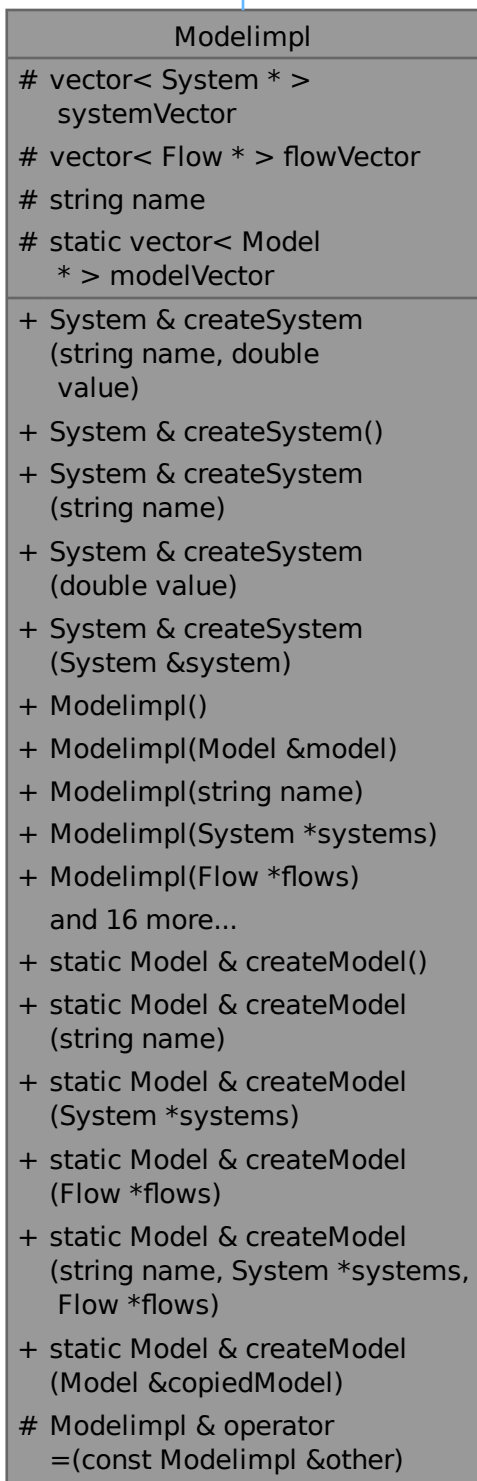 Modelimpl
# vector< System * >
systemVector
# vector< Flow * > flowVector
# string name
# static vector< Model
* > modelVector
+ System & createSystem
(string name, double
value)
+ System & createSystem()
+ System & createSystem
(string name)
+ System & createSystem
(double value)
+ System & createSystem
(System &system)
+ Modelimpl()
+ Modelimpl(Model &model)
+ Modelimpl(string name)
+ Modelimpl(System *systems)
+ Modelimpl(Flow *flows)
and 16 more...
+ static Model & createModel()
+ static Model & createModel
(string name)
+ static Model & createModel
(System *systems)
+ static Model & createModel
(Flow *flows)
+ static Model & createModel
(string name, System *systems,
Flow *flows)
+ static Model & createModel
(Model &copiedModel)
# Modelimpl & operator
=(const Modelimpl &other)